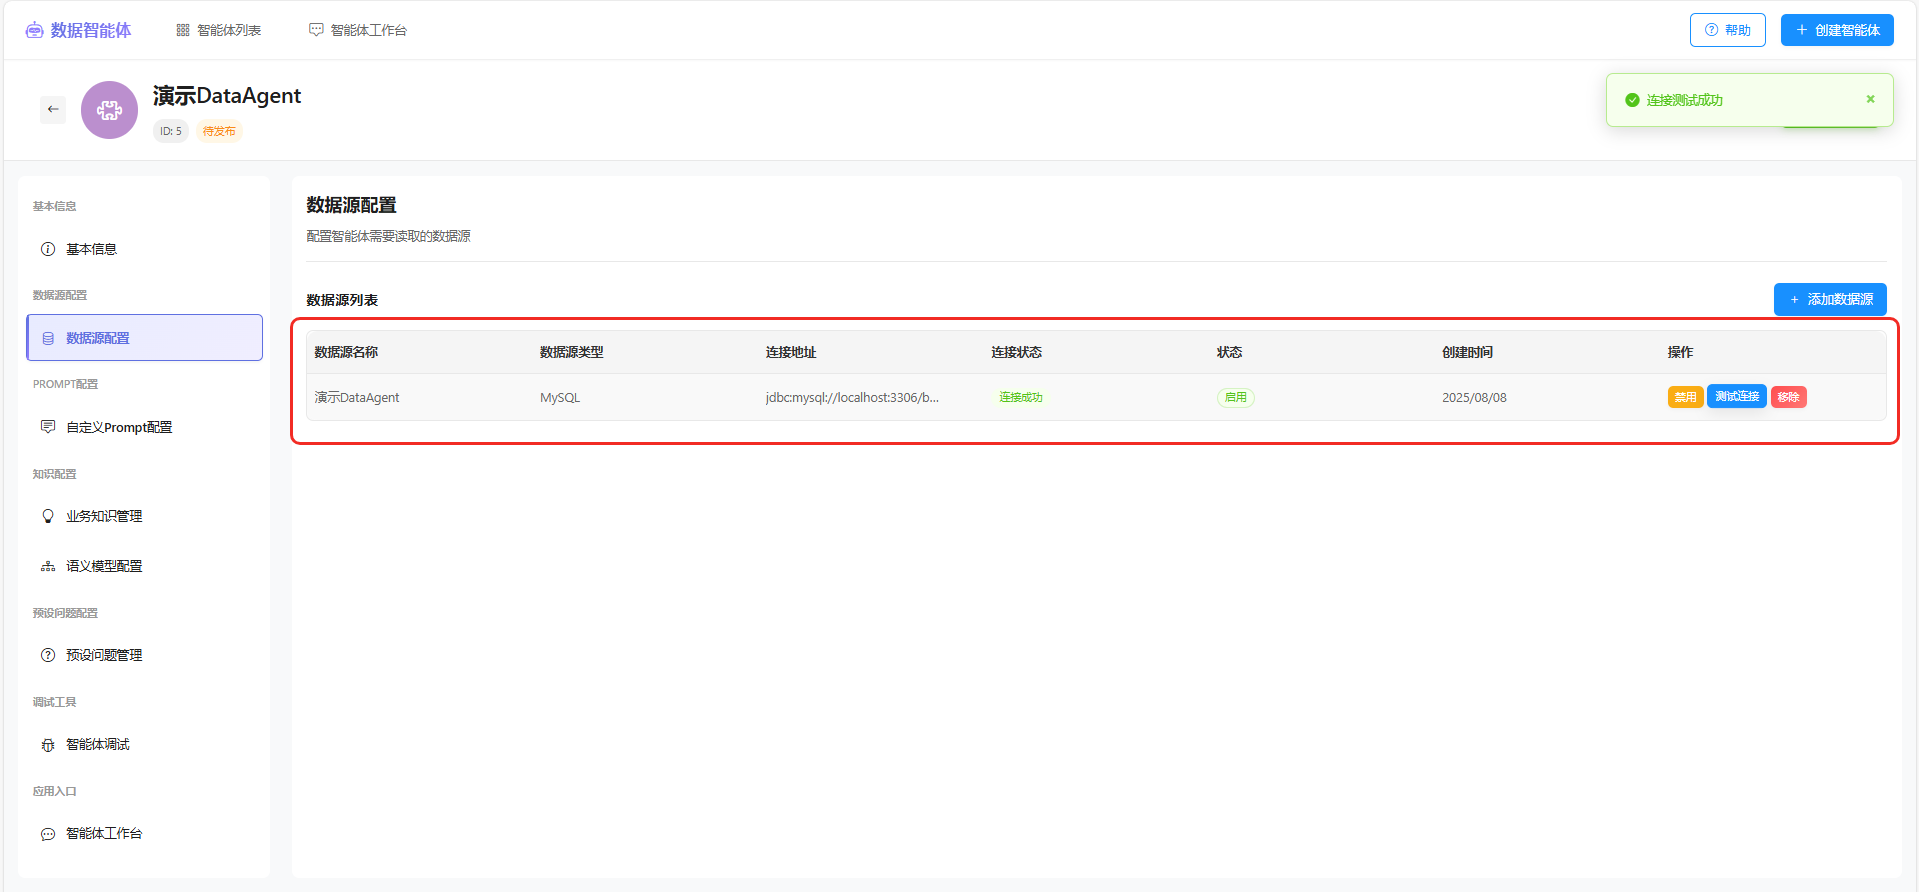 数据智能体
智能体列表
智能体工作台
帮助
+ 创建智能体
演示DataAgent
ID: 5
待发布
连接测试成功
基本信息
基本信息
数据源配置
数据源配置
PROMPT配置
自定义Prompt配置
知识配置
业务知识管理
语义模型配置
预设问题配置
预设问题管理
调试工具
智能体调试
应用入口
智能体工作台
数据源配置
配置智能体需要读取的数据源
数据源列表
+ 添加数据源
数据源名称 数据源类型 连接地址 连接状态 状态 创建时间 操作
演示DataAgent MySQL jdbc:mysql://localhost:3306/b... 连接成功 启用 2025/08/08 禁用 测试连接 移除